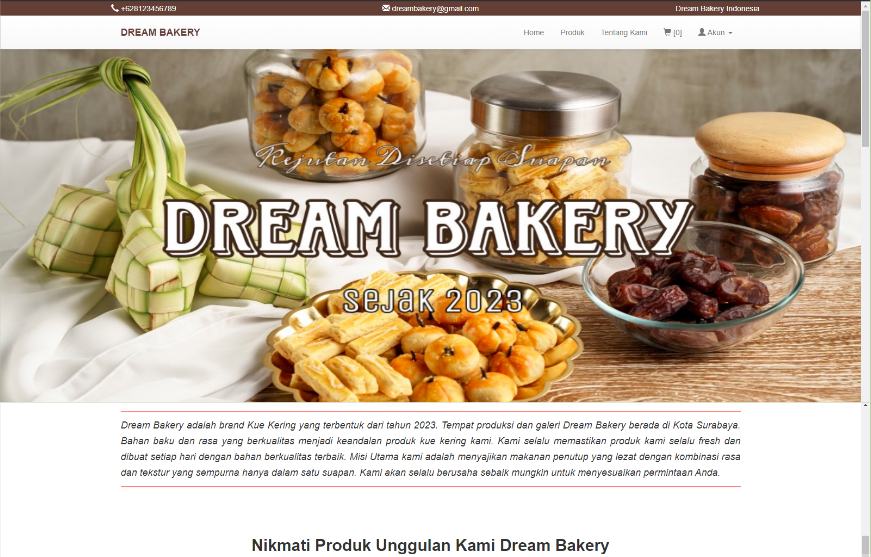 +628123456789
dreambakery@gmail.com
Dream Bakery Indonesia
DREAM BAKERY
Home Produk Tentang Kami [0] Akun
Rejutan Disetiap Suapan
DREAM BAKERY
sejak 2023
Dream Bakery adalah brand Kue Kering yang terbentuk dari tahun 2023. Tempat produksi dan galeri Dream Bakery berada di Kota Surabaya.
Bahan baku dan rasa yang berkualitas menjadi keandalan produk kue kering kami. Kami selalu memastikan produk kami selalu fresh dan
dibuat setiap hari dengan bahan berkualitas terbaik. Misi Utama kami adalah menyajikan makanan penutup yang lezat dengan kombinasi rasa
dan tekstur yang sempurna hanya dalam satu suapan. Kami akan selalu berusaha sebaik mungkin untuk menyesuaikan permintaan Anda.
Nikmati Produk Unggulan Kami Dream Bakery